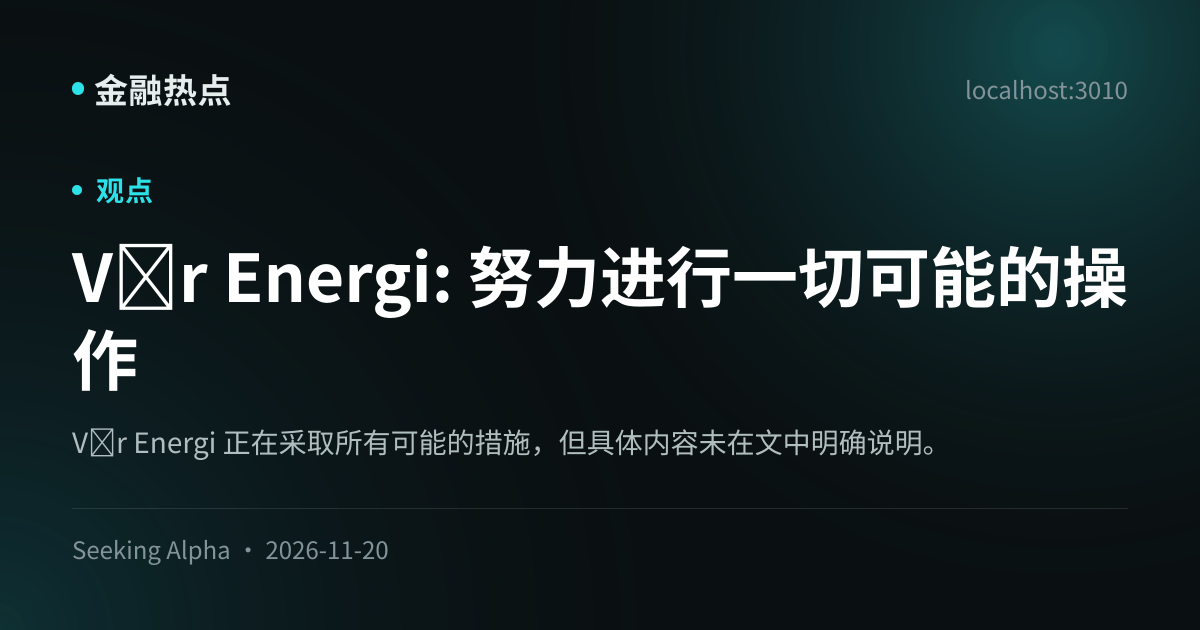 金融热点
localhost:3010
观点
V▯r Energi: 努力进行一切可能的操
作
V▯r Energi 正在采取所有可能的措施，但具体内容未在文中明确说明。
Seeking Alpha · 2026-11-20